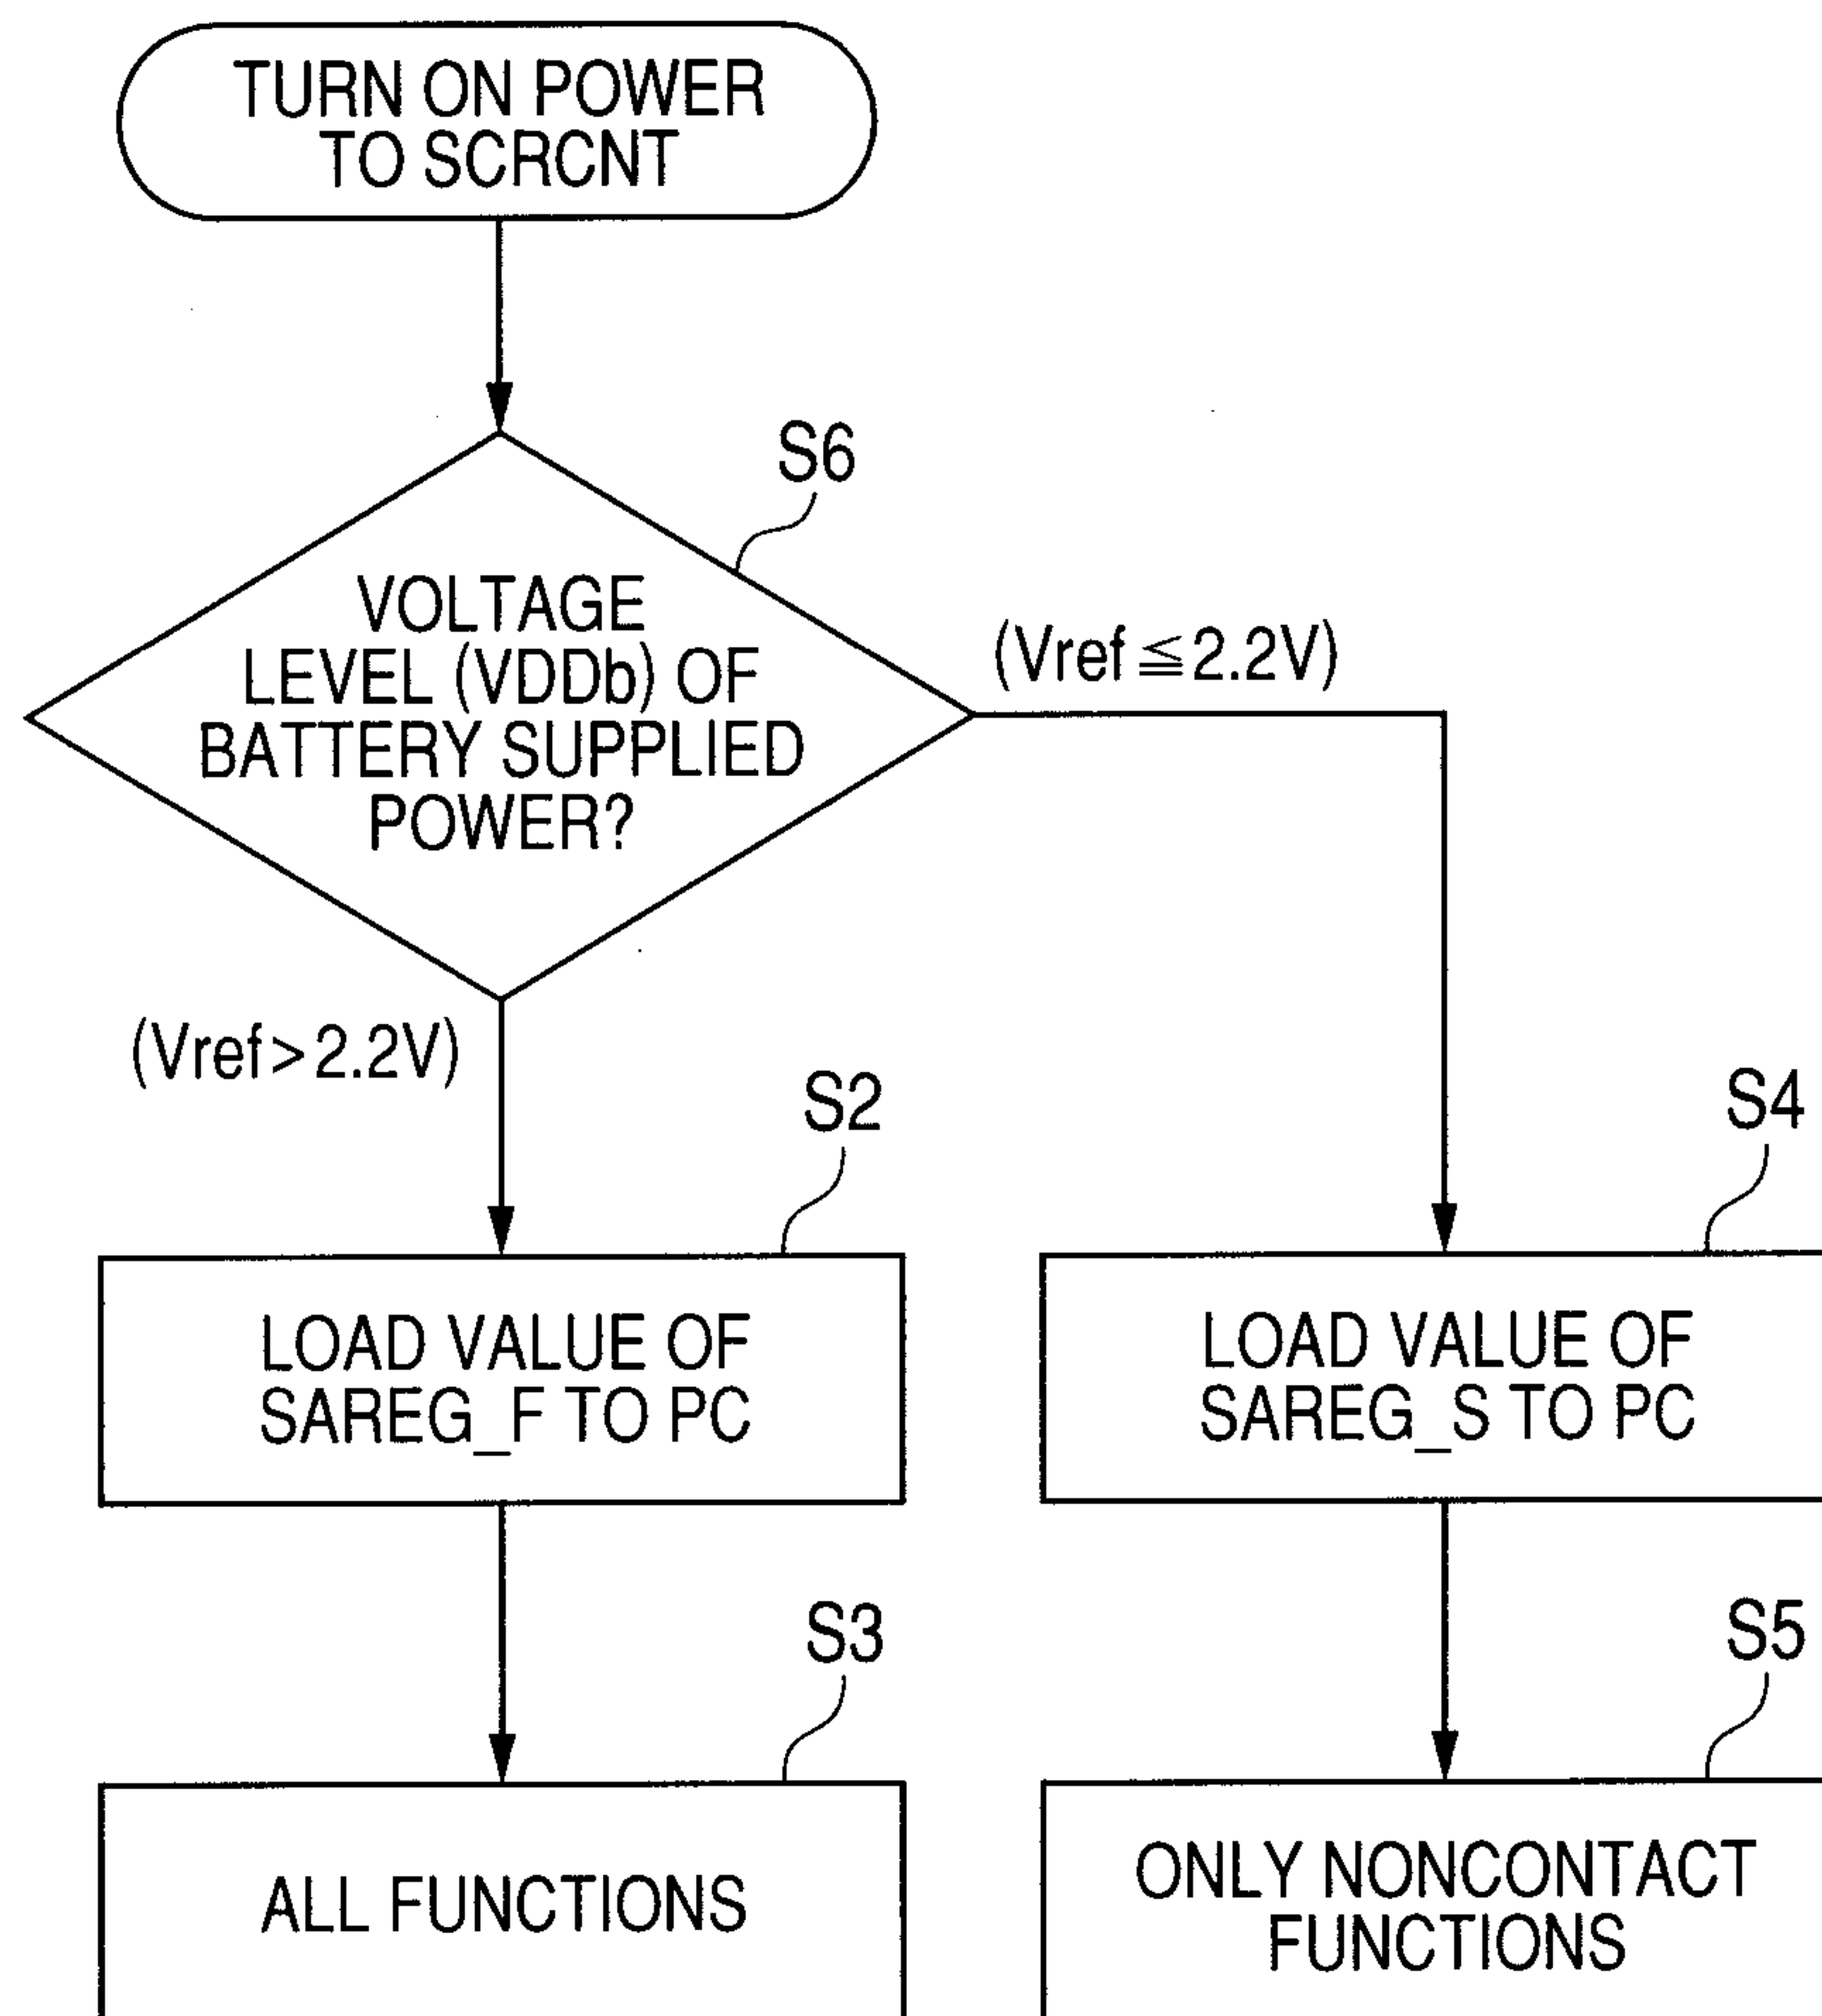 TURN ON POWER
TO SCRCNT
S6
VOLTAGE
LEVEL (VDDb) OF
BATTERY SUPPLIED
POWER?
(Vref≦2.2V)
(Vref>2.2V)
S2
LOAD VALUE OF
SAREG_F TO PC
S4
LOAD VALUE OF
SAREG_S TO PC
S3
ALL FUNCTIONS
S5
ONLY NONCONTACT
FUNCTIONS